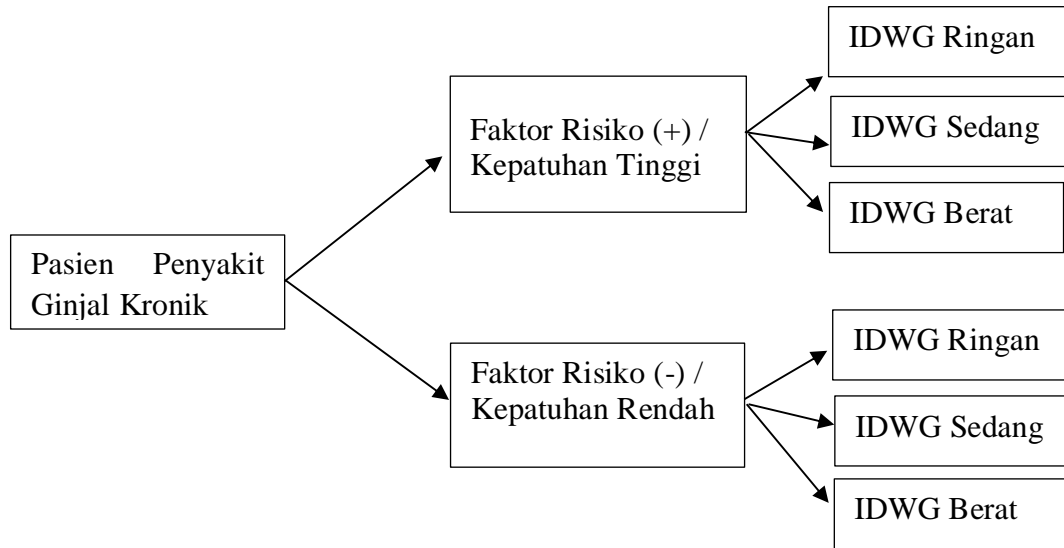 Pasien Penyakit
Ginjal Kronik
Faktor Risiko (+) /
Kepatuhan Tinggi
IDWG Ringan
IDWG Sedang
IDWG Berat
Faktor Risiko (-) /
Kepatuhan Rendah
IDWG Ringan
IDWG Sedang
IDWG Berat